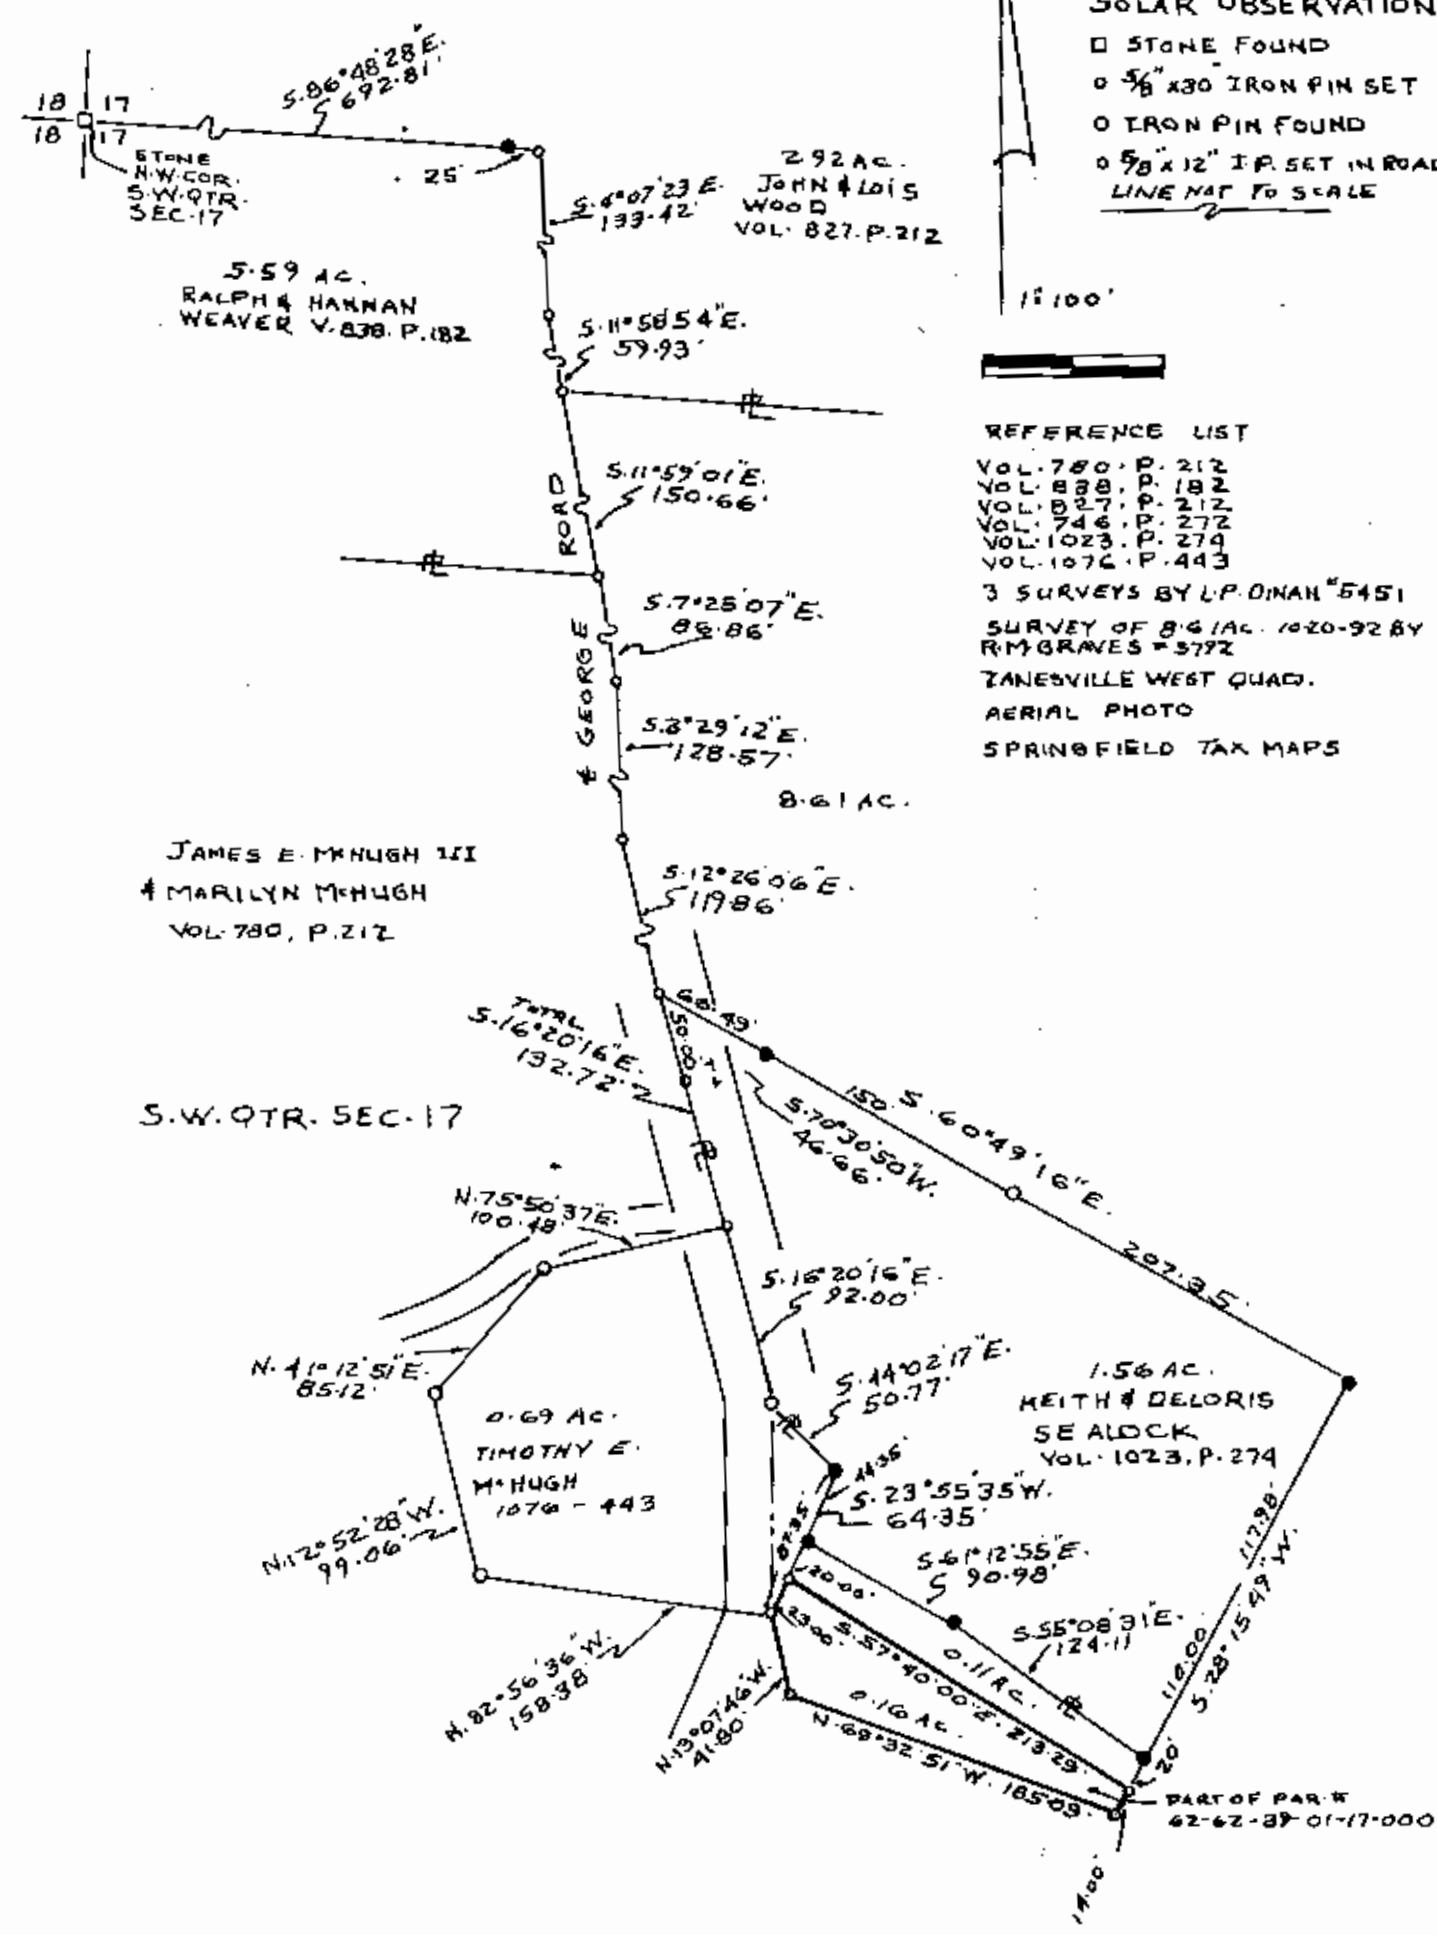 SOLAR OBSERVATION
□ STONE FOUND
o 5/8" x30" IRON PIN SET
O IRON PIN FOUND
o 5/8" x 12" I.P. SET IN ROAD
LINE NOT TO SCALE
1"=100'
S.86°48'28"E.
692.81'
18 17
18 17
STONE
N.W. COR.
S.W. QTR.
SEC-17
25'
S.4°07'23"E.
133.42'
2.92 AC.
JOHN & LOIS
WOOD
VOL. 827. P.212
5.59 AC.
RALPH & HANNAN
WEAVER V.838. P.182
S.11°58'54"E.
59.93'
REFERENCE LIST
VOL.780. P. 212
VOL. 838, P. 182
VOL. 827, P. 212
VOL. 746. P. 272
VOL. 1023. P. 274
VOL. 1076. P. 443
3 SURVEYS BY L.P. DINAN #5451
SURVEY OF 8.61AC. 10-20-92 BY
R.M GRAVES #3792
ZANESVILLE WEST QUAD.
AERIAL PHOTO
SPRINGFIELD TAX MAPS
S.11°59'01"E.
150.66'
GEORGE ROAD
S.7°25'07"E.
86.86'
S.3°29'12"E.
128.57'
8.61 AC.
JAMES E. McHUGH III
& MARILYN McHUGH
VOL. 780, P.212
S.12°26'06"E.
119.86'
68.49'
TOTAL
S.16°20'16"E.
132.72'
50.00'
150'
S.60°49'16"E.
S.70°30'50"W.
46.66'
S.W. QTR. SEC.17
N.75°50'37"E.
100.48'
207.35'
S.16°20'16"E.
92.00'
N.41°12'51"E.
85.12'
S.44°02'17"E.
50.77'
1.56 AC.
KEITH & DELORIS
SEALOCK
VOL. 1023, P.274
0.69 AC.
TIMOTHY E.
McHUGH
1076 - 443
44.35'
S.23°55'35"W.
64.35'
87.35'
N.12°52'28"W.
99.06'
S.61°12'55"E.
90.98'
20.00'
117.98'
S.28°15'49"W.
S.55°08'31"E.
124.11
23.00'
S.57°40'00"E. 213.29'
0.11 AC.
N.82°56'36"W.
158.38'
N.13°07'46"W.
41.80'
0.16 AC.
N.69°32'51"W. 185.09'
20'
PART OF PAR.#
62-62-39-01-17-000
14.00'